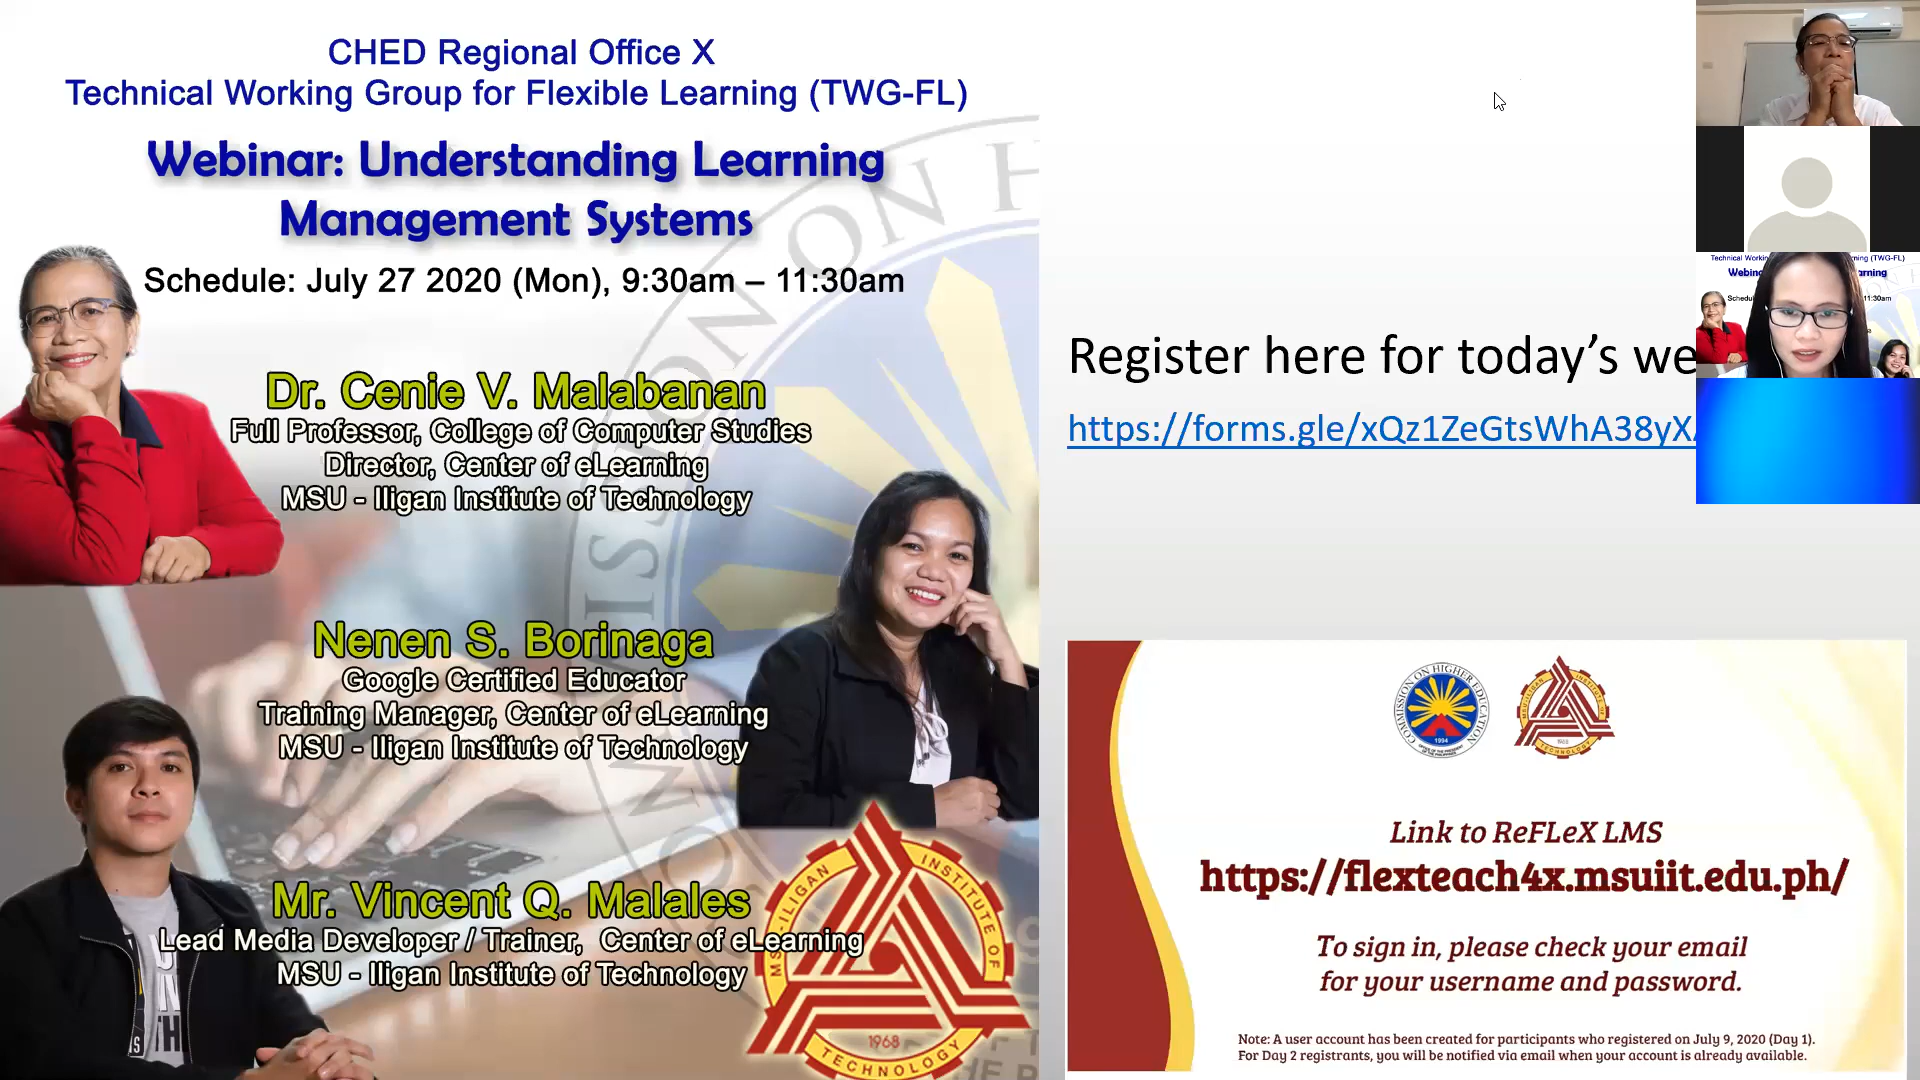 CHED Regional Office X
Technical Working Group for Flexible Learning (TWG-FL)
Webinar: Understanding Learning
Management Systems
Schedule: July 27 2020 (Mon), 9:30am – 11:30am
Dr. Cenie V. Malabanan
Full Professor, College of Computer Studies
Director, Center of eLearning
MSU - Iligan Institute of Technology
Nenen S. Borinaga
Google Certified Educator
Training Manager, Center of eLearning
MSU - Iligan Institute of Technology
Mr. Vincent Q. Malales
Lead Media Developer / Trainer, Center of eLearning
MSU - Iligan Institute of Technology
1968
Register here for today’s we
https://forms.gle/xQz1ZeGtsWhA38yX
COMMISSION ON HIGHER EDUCATION
1994
Link to ReFLeX LMS
https://flexteach4x.msuiit.edu.ph/
To sign in, please check your email
for your username and password.
Note: A user account has been created for participants who registered on July 9, 2020 (Day 1).
For Day 2 registrants, you will be notified via email when your account is already available.